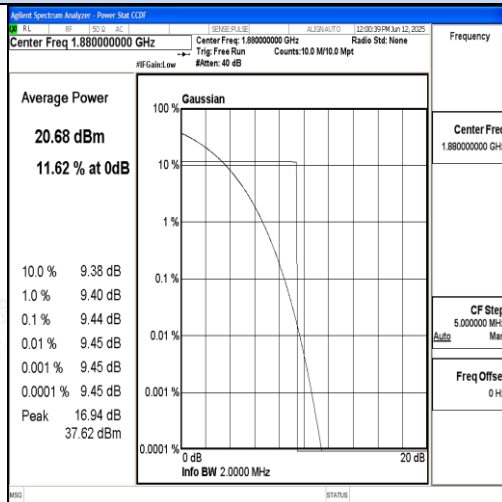 Agilent Spectrum Analyzer - Power Stat CCDF
RL RF 50 Ω AC SENSE:PULSE ALIGNAUTO 12:00:39 PM Jun 12, 2025
Center Freq 1.880000000 GHz
Center Freq: 1.880000000 GHz Radio Std: None
Trig: Free Run Counts:10.0 M/10.0 Mpt
#IFGain:Low #Atten: 40 dB
Frequency
Average Power
20.68 dBm
11.62 % at 0dB
10.0 % 9.38 dB
1.0 % 9.40 dB
0.1 % 9.44 dB
0.01 % 9.45 dB
0.001 % 9.45 dB
0.0001 % 9.45 dB
Peak 16.94 dB
37.62 dBm
Gaussian
100 %
10 %
1 %
0.1 %
0.01 %
0.001 %
0.0001 %
0 dB 20 dB
Info BW 2.0000 MHz
Center Freq
1.880000000 GHz
CF Step
5.000000 MHz
Auto Man
Freq Offse
0 Hz
MSG STATUS